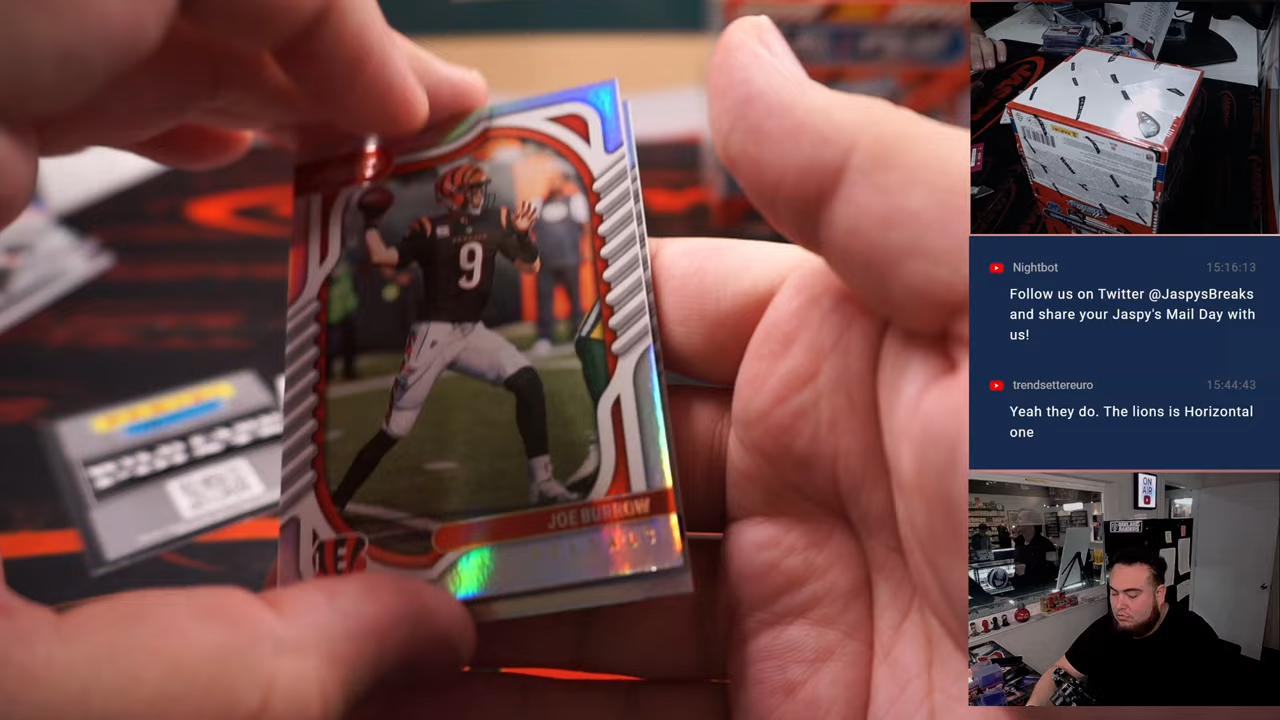 9
JOE BURROW
Nightbot
15:16:13
Follow us on Twitter @JaspysBreaks
and share your Jaspy's Mail Day with
us!
trendsettereuro
15:44:43
Yeah they do. The lions is Horizontal
one
ON
AIR